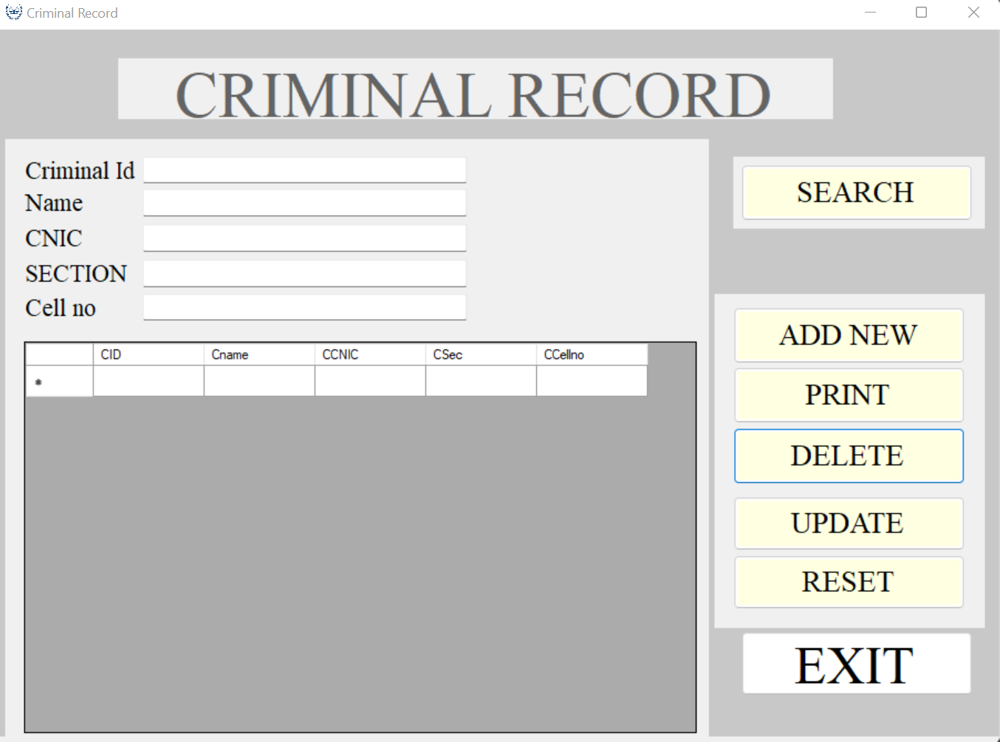 Criminal Record
CRIMINAL RECORD
Criminal Id
Name
CNIC
SECTION
Cell no
CID Cname CCNIC CSec CCellno
SEARCH
ADD NEW
PRINT
DELETE
UPDATE
RESET
EXIT